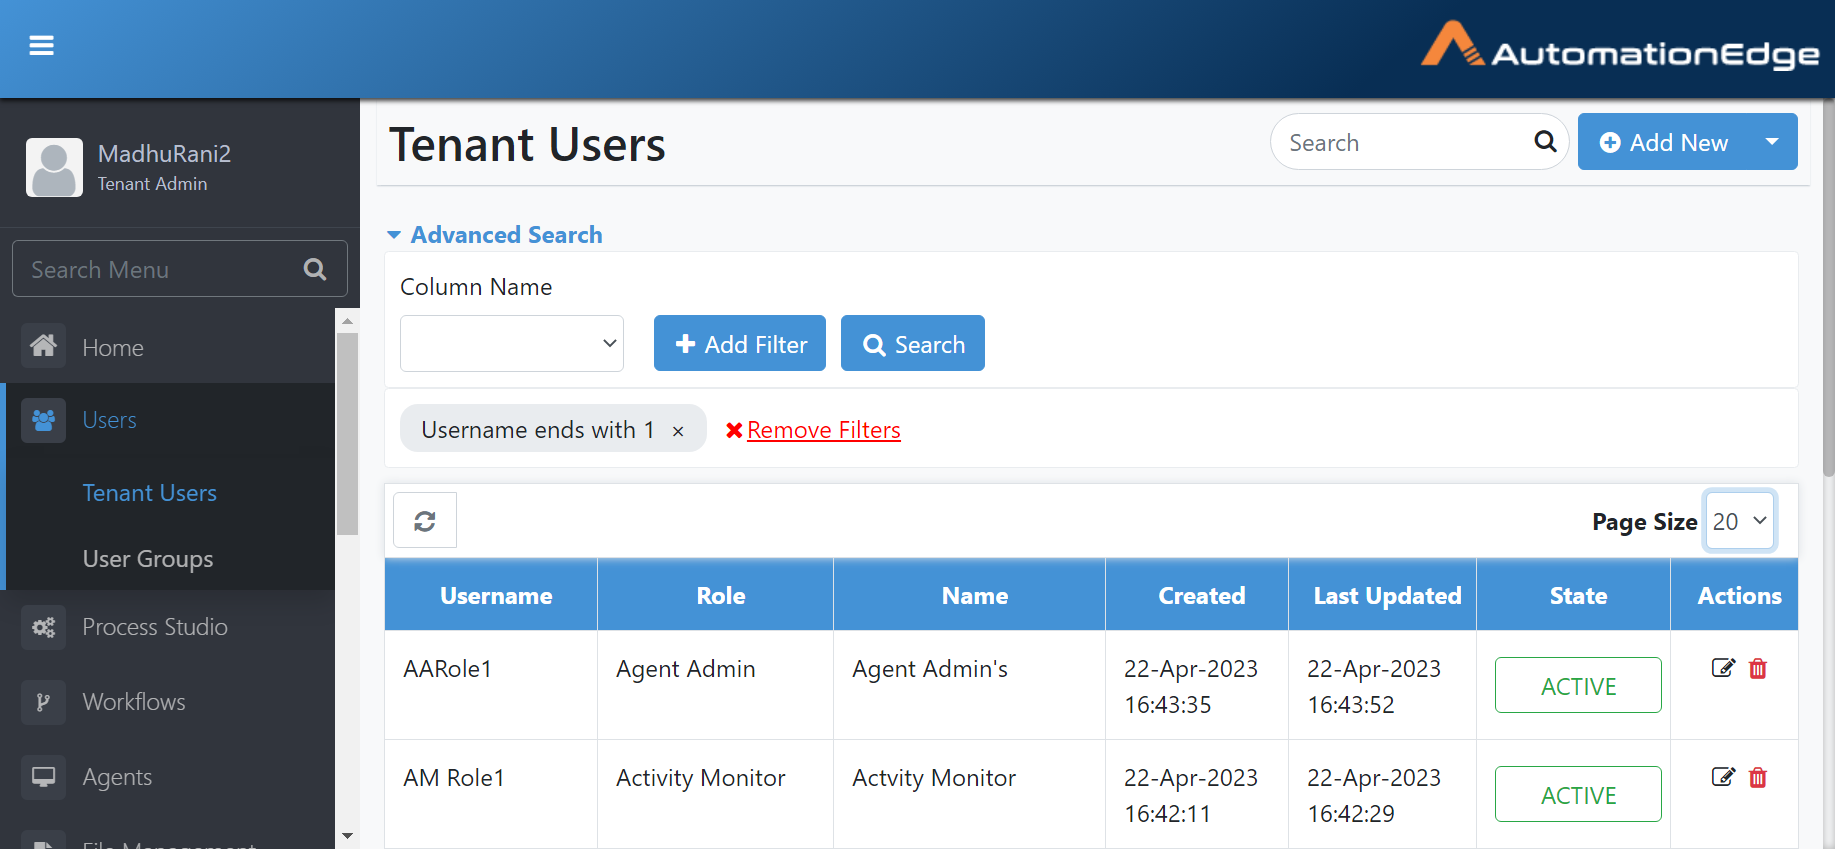 AutomationEdge
MadhuRani2
Tenant Admin
Search Menu
Home
Users
Tenant Users
User Groups
Process Studio
Workflows
Agents
File Management
Tenant Users
Search
Add New
Advanced Search
Column Name
Add Filter
Search
Username ends with 1 ×
Remove Filters
Page Size 20
Username Role Name Created Last Updated State Actions
AARole1 Agent Admin Agent Admin's 22-Apr-2023 22-Apr-2023 ACTIVE
16:43:35 16:43:52
AM Role1 Activity Monitor Actvity Monitor 22-Apr-2023 22-Apr-2023 ACTIVE
16:42:11 16:42:29